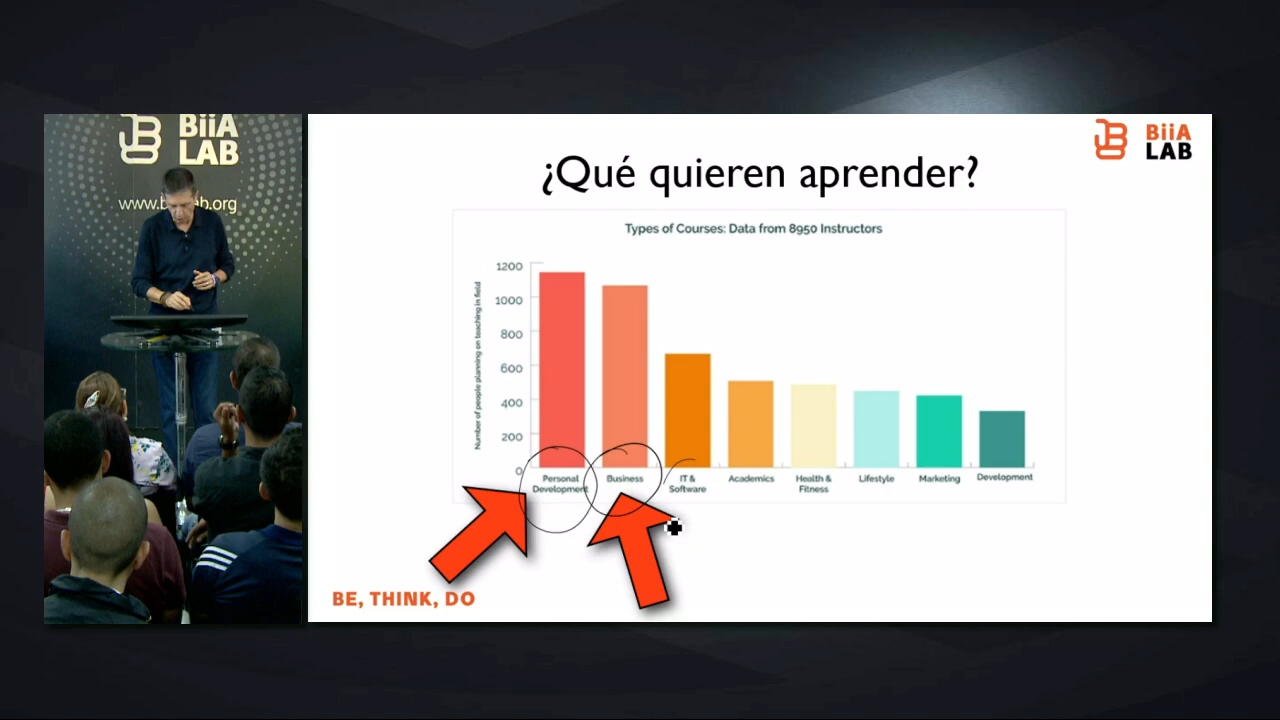 BiiA
LAB
www.b lab.org
BiiA
LAB
¿Qué quieren aprender?
Types of Courses: Data from 8950 Instructors
Number of people planning on teaching in field
1200
1000
800
600
400
200
0
Personal
Development
Business
IT &
Software
Academics
Health &
Fitness
Lifestyle
Marketing
Development
BE, THINK, DO